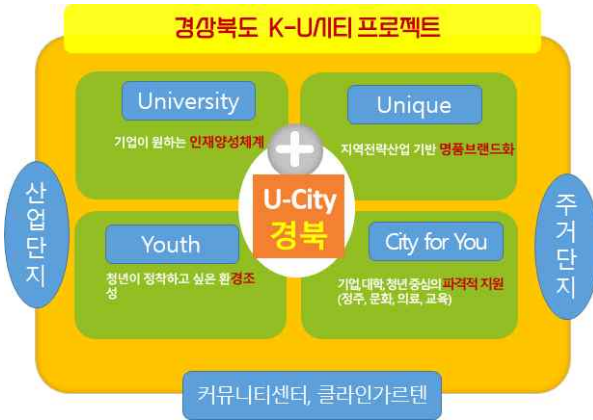 경상북도 K-U시티 프로젝트
University
기업이 원하는 인재양성체계
Unique
지역전략산업 기반 명품브랜드화
산업단지
U-City
경북
주거단지
Youth
청년이 정착하고 싶은 환경조
성
City for You
기업,대학,청년 중심의 파격적 지원
(정주, 문화, 의료, 교육)
커뮤니티센터, 클라인가르텐